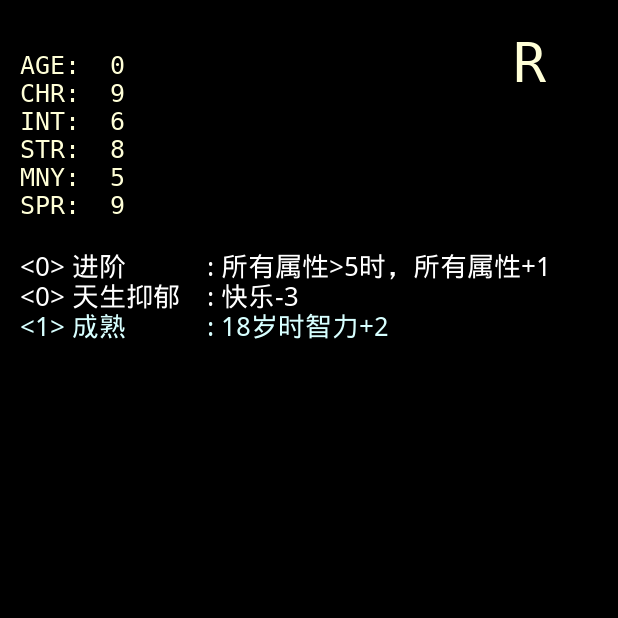 R
AGE: 0
CHR: 9
INT: 6
STR: 8
MNY: 5
SPR: 9
<0> 进阶 : 所有属性>5时，所有属性+1
<0> 天生抑郁 : 快乐-3
<1> 成熟 : 18岁时智力+2